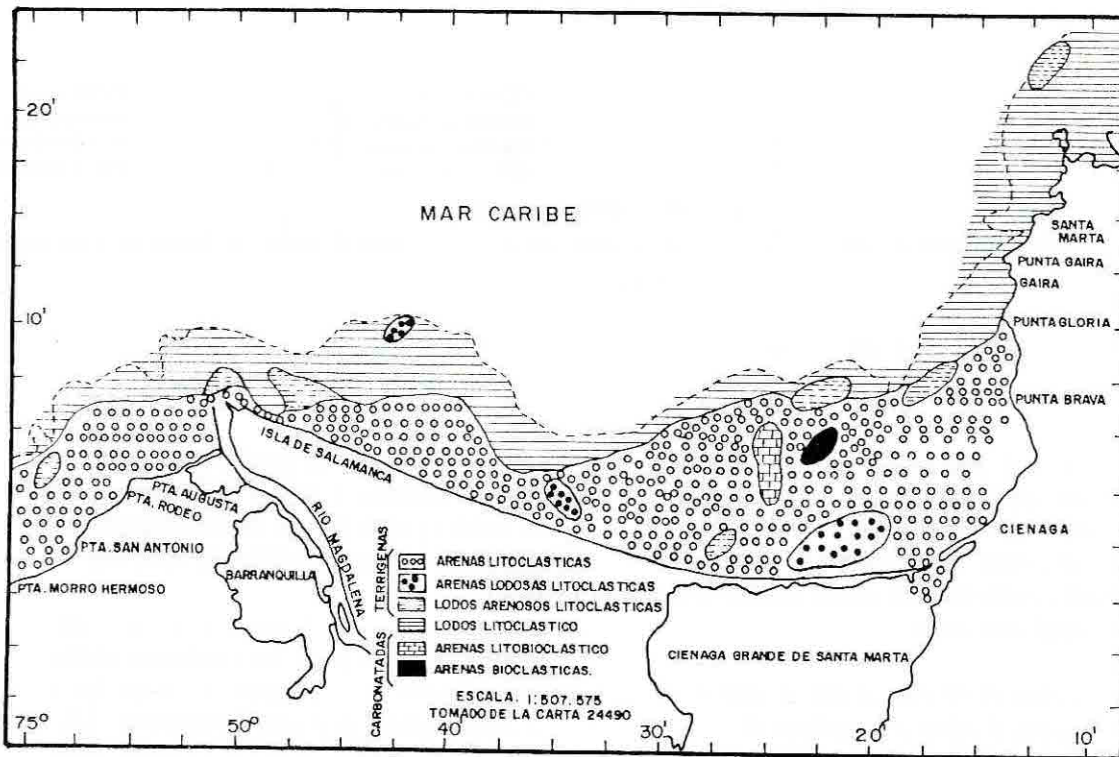 20'
MAR CARIBE
SANTA
MARTA
PUNTA GAIRA
GAIRA
10'
PUNTA GLORIA
PUNTA BRAVA
ISLA DE SALAMANCA
PTA. AUGUSTA
PTA. RODEO
CIENAGA
PTA. SAN ANTONIO
RIO MAGDALENA
BARRANQUILLA
PTA. MORRO HERMOSO
TERRIGENAS
ARENAS LITOCLASTICAS
ARENAS LODOSAS LITOCLASTICAS
LODOS ARENOSOS LITOCLASTICAS
LODOS LITOCLASTICO
CARBONATADAS
ARENAS LITOBIOCLASTICO
ARENAS BIOCLASTICAS.
CIENAGA GRANDE DE SANTA MARTA
ESCALA. 1:507.575
TOMADO DE LA CARTA 24490
75° 50° 40' 30' 20' 10'